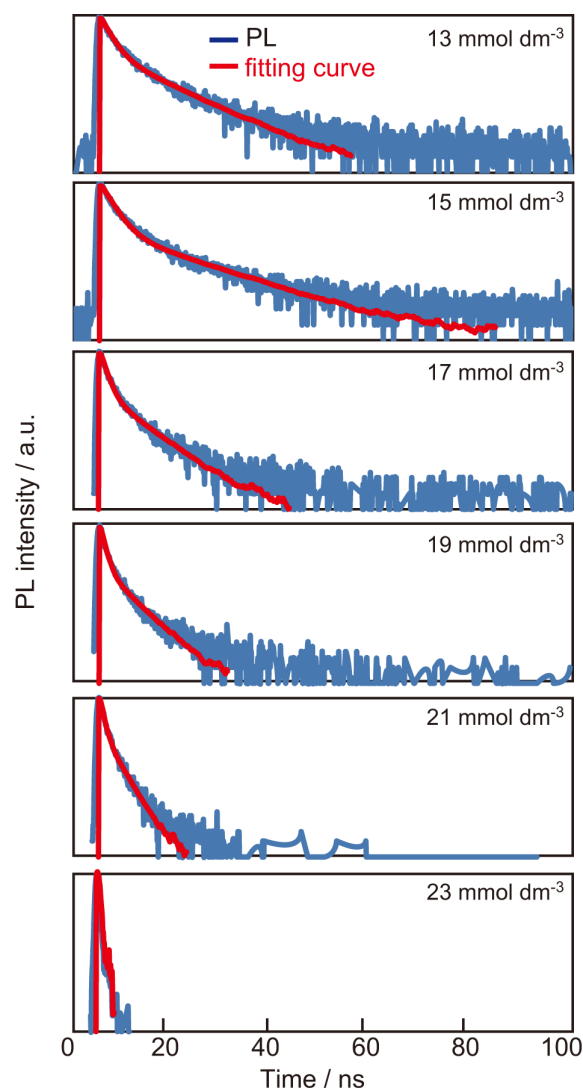 PL
fitting curve
13 mmol dm⁻³
15 mmol dm⁻³
17 mmol dm⁻³
19 mmol dm⁻³
21 mmol dm⁻³
23 mmol dm⁻³
PL intensity / a.u.
0 20 40 60 80 100
Time / ns